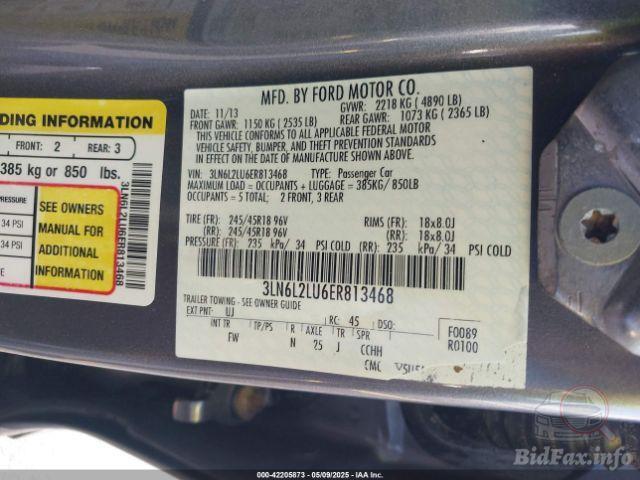 DING INFORMATION
FRONT: 2 REAR: 3
385 kg or 850 lbs.
PRESSURE
34 PSI
34 PSI
SEE OWNERS
MANUAL FOR
ADDITIONAL
INFORMATION
3LN6L2LU6ER813468
MFD. BY FORD MOTOR CO.
DATE: 11/13 GVWR: 2218 KG ( 4890 LB)
FRONT GAWR: 1150 KG ( 2535 LB) REAR GAWR: 1073 KG ( 2365 LB)
THIS VEHICLE CONFORMS TO ALL APPLICABLE FEDERAL MOTOR
VEHICLE SAFETY, BUMPER, AND THEFT PREVENTION STANDARDS
IN EFFECT ON THE DATE OF MANUFACTURE SHOWN ABOVE.
VIN: 3LN6L2LU6ER813468 TYPE: Passenger Car
MAXIMUM LOAD = OCCUPANTS + LUGGAGE = 385KG/ 850LB
OCCUPANTS = 5 TOTAL; 2 FRONT, 3 REAR
TIRE (FR): 245/45R18 96V RIMS (FR): 18x8.0J
(RR): 245/45R18 96V (RR): 18x8.0J
PRESSURE (FR): 235 kPa/ 34 PSI COLD (RR): 235 kPa/ 34 PSI COLD
3LN6L2LU6ER813468
TRAILER TOWING - SEE OWNER GUIDE
EXT PNT: UJ RC: 45 DSO: F0089
INT TR TP/PS R AXLE TR SPR R0100
FW N 25 J CCHH
BidFax.info
000-42205873 | 05/09/2025 - IAA Inc.